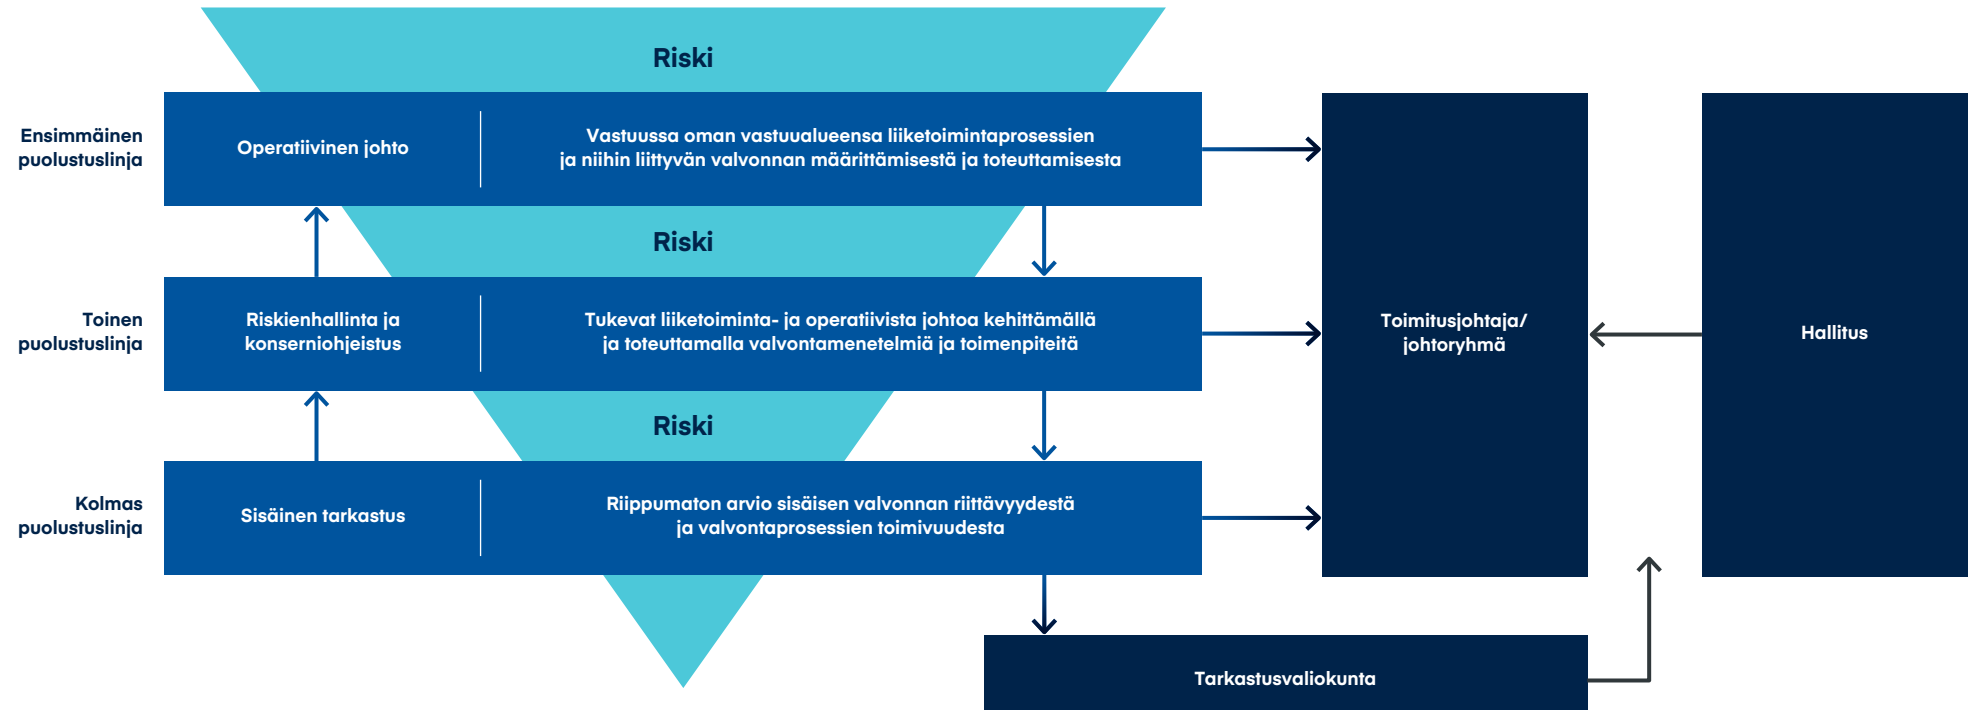 Riski
Ensimmäinen
puolustuslinja
Operatiivinen johto
Vastuussa oman vastuualueensa liiketoimintaprosessien
ja niihin liittyvän valvonnan määrittämisestä ja toteuttamisesta
Riski
Toinen
puolustuslinja
Riskienhallinta ja
konserniohjeistus
Tukevat liiketoiminta- ja operatiivista johtoa kehittämällä
ja toteuttamalla valvontamenetelmiä ja toimenpiteitä
Toimitusjohtaja/
johtoryhmä
Hallitus
Riski
Kolmas
puolustuslinja
Sisäinen tarkastus
Riippumaton arvio sisäisen valvonnan riittävyydestä
ja valvontaprosessien toimivuudesta
Tarkastusvaliokunta